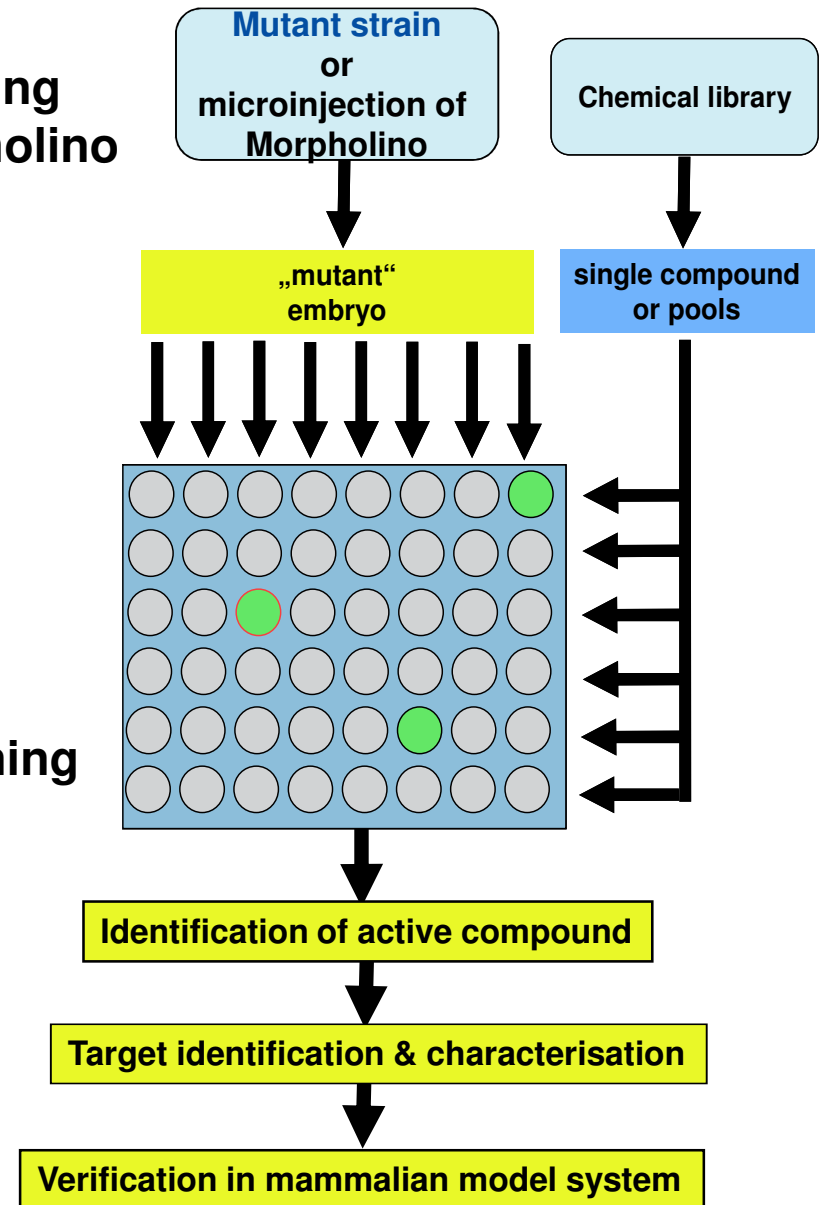 Mutant strain
or
microinjection of
Morpholino
Chemical library
„mutant“
embryo
single compound
or pools
Identification of active compound
Target identification & characterisation
Verification in mammalian model system